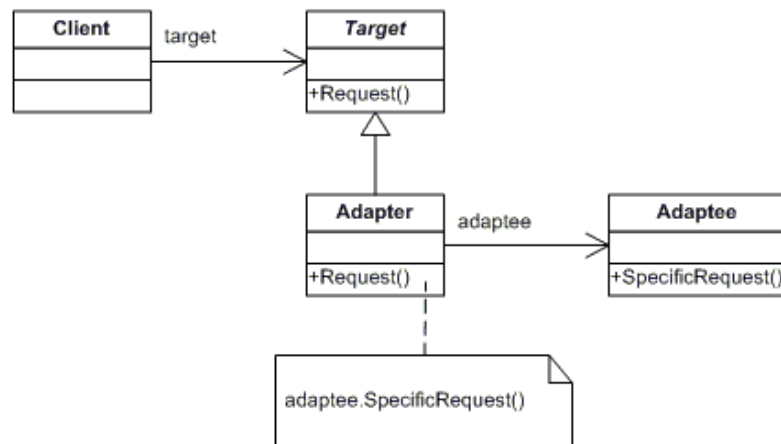 Client
target
Target
+Request()
Adapter
adaptee
Adaptee
+Request()
+SpecificRequest()
adaptee.SpecificRequest()